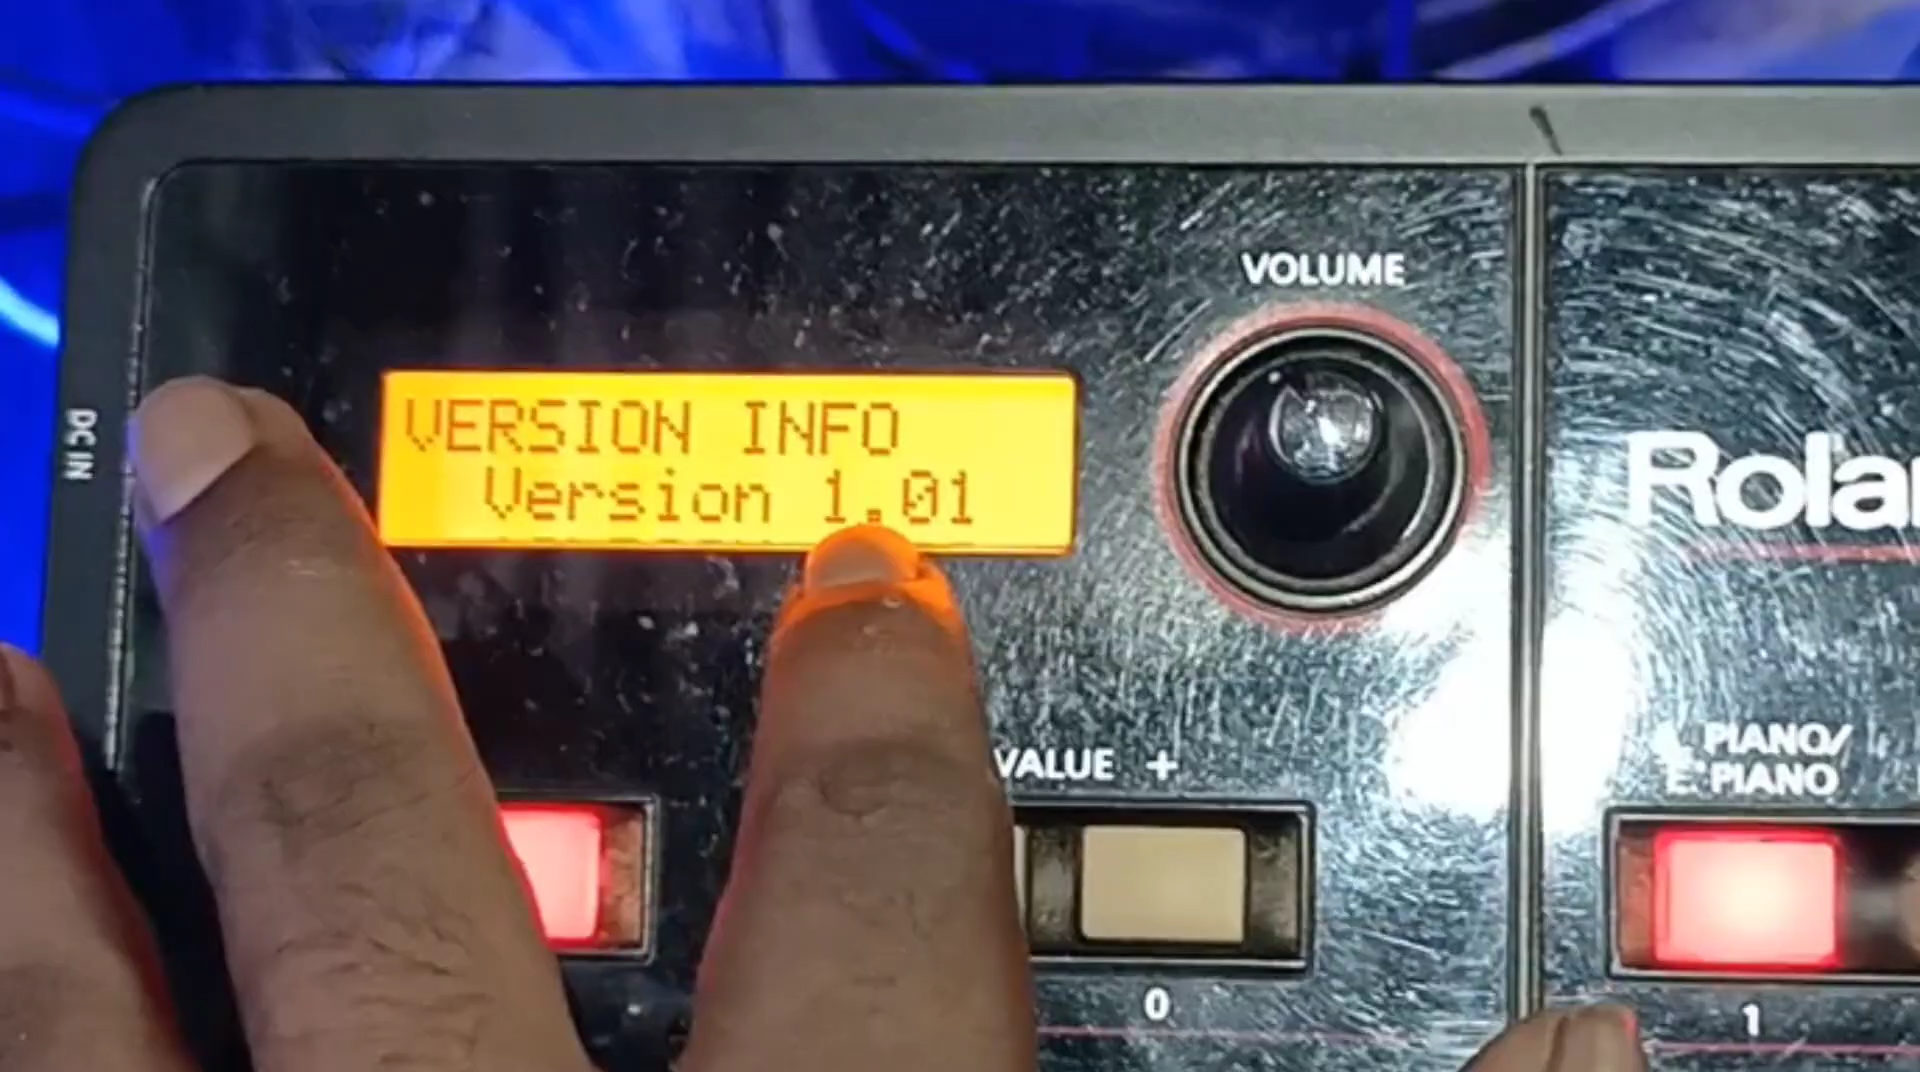 VOLUME
DC IN
VERSION INFO
Version 1.01
Rola
VALUE +
PIANO/
E.PIANO
0
1